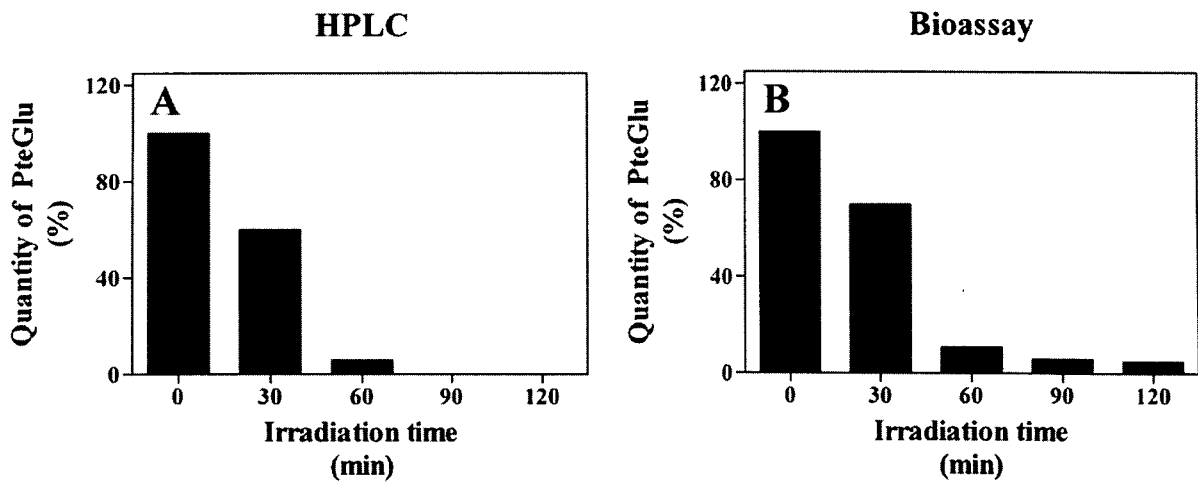 HPLC
A
Quantity of PteGlu
(%)
120
80
40
0
0 30 60 90 120
Irradiation time
(min)
Bioassay
B
Quantity of PteGlu
(%)
120
80
40
0
0 30 60 90 120
Irradiation time
(min)